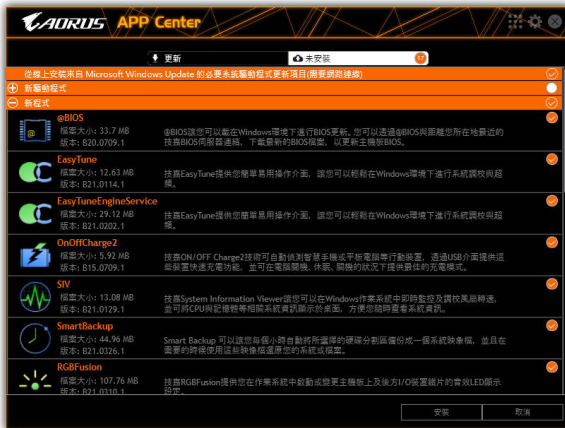 AORUS APP Center
更新
未安裝
17
從線上安裝來自 Microsoft Windows Update 的必要系統驅動程式更新項目(需要網路連線)
新驅動程式
新程式
@BIOS
檔案大小: 33.7 MB
版本: B20.0709.1
@BIOS讓您可以載在Windows環境下進行BIOS更新。您可以透過@BIOS與距離您所在地最近的
技嘉BIOS伺服器連結，下載最新的BIOS檔案，以更新主機板BIOS。
EasyTune
檔案大小: 12.63 MB
版本: B21.0114.1
技嘉EasyTune提供您簡單易用操作介面，讓您可以輕鬆在Windows環境下進行系統調校與超
頻。
EasyTuneEngineService
檔案大小: 29.12 MB
版本: B21.0202.1
技嘉EasyTune提供您簡單易用操作介面，讓您可以輕鬆在Windows環境下進行系統調校與超
頻。
OnOffCharge2
檔案大小: 5.92 MB
版本: B15.0709.1
技嘉ON/OFF Charge2技術可自動偵測智慧手機或平板電腦等行動裝置，透過USB介面提供這
些裝置快速充電功能，並可在電腦開機、休眠、關機的狀況下提供最佳的充電模式。
SIV
檔案大小: 13.08 MB
版本: B21.0129.1
技嘉System Information Viewer讓您可以在Windows作業系統中即時監控及調校風扇轉速，
並可將CPU與記憶體等相關系統資訊顯示於桌面，方便您隨時查看系統資訊。
SmartBackup
檔案大小: 44.96 MB
版本: B21.0326.1
Smart Backup 可以讓您每個小時自動將所選擇的硬碟分割區備份成一個系統映像檔，並且在
需要的時候使用這些映像檔還原您的系統或檔案。
RGBFusion
檔案大小: 107.76 MB
版本: B21.0310.1
技嘉RGBFusion提供您在作業系統中啟動或變更主機板上及後方I/O裝置鐵片的音效LED顯示
設定。
安裝
取消